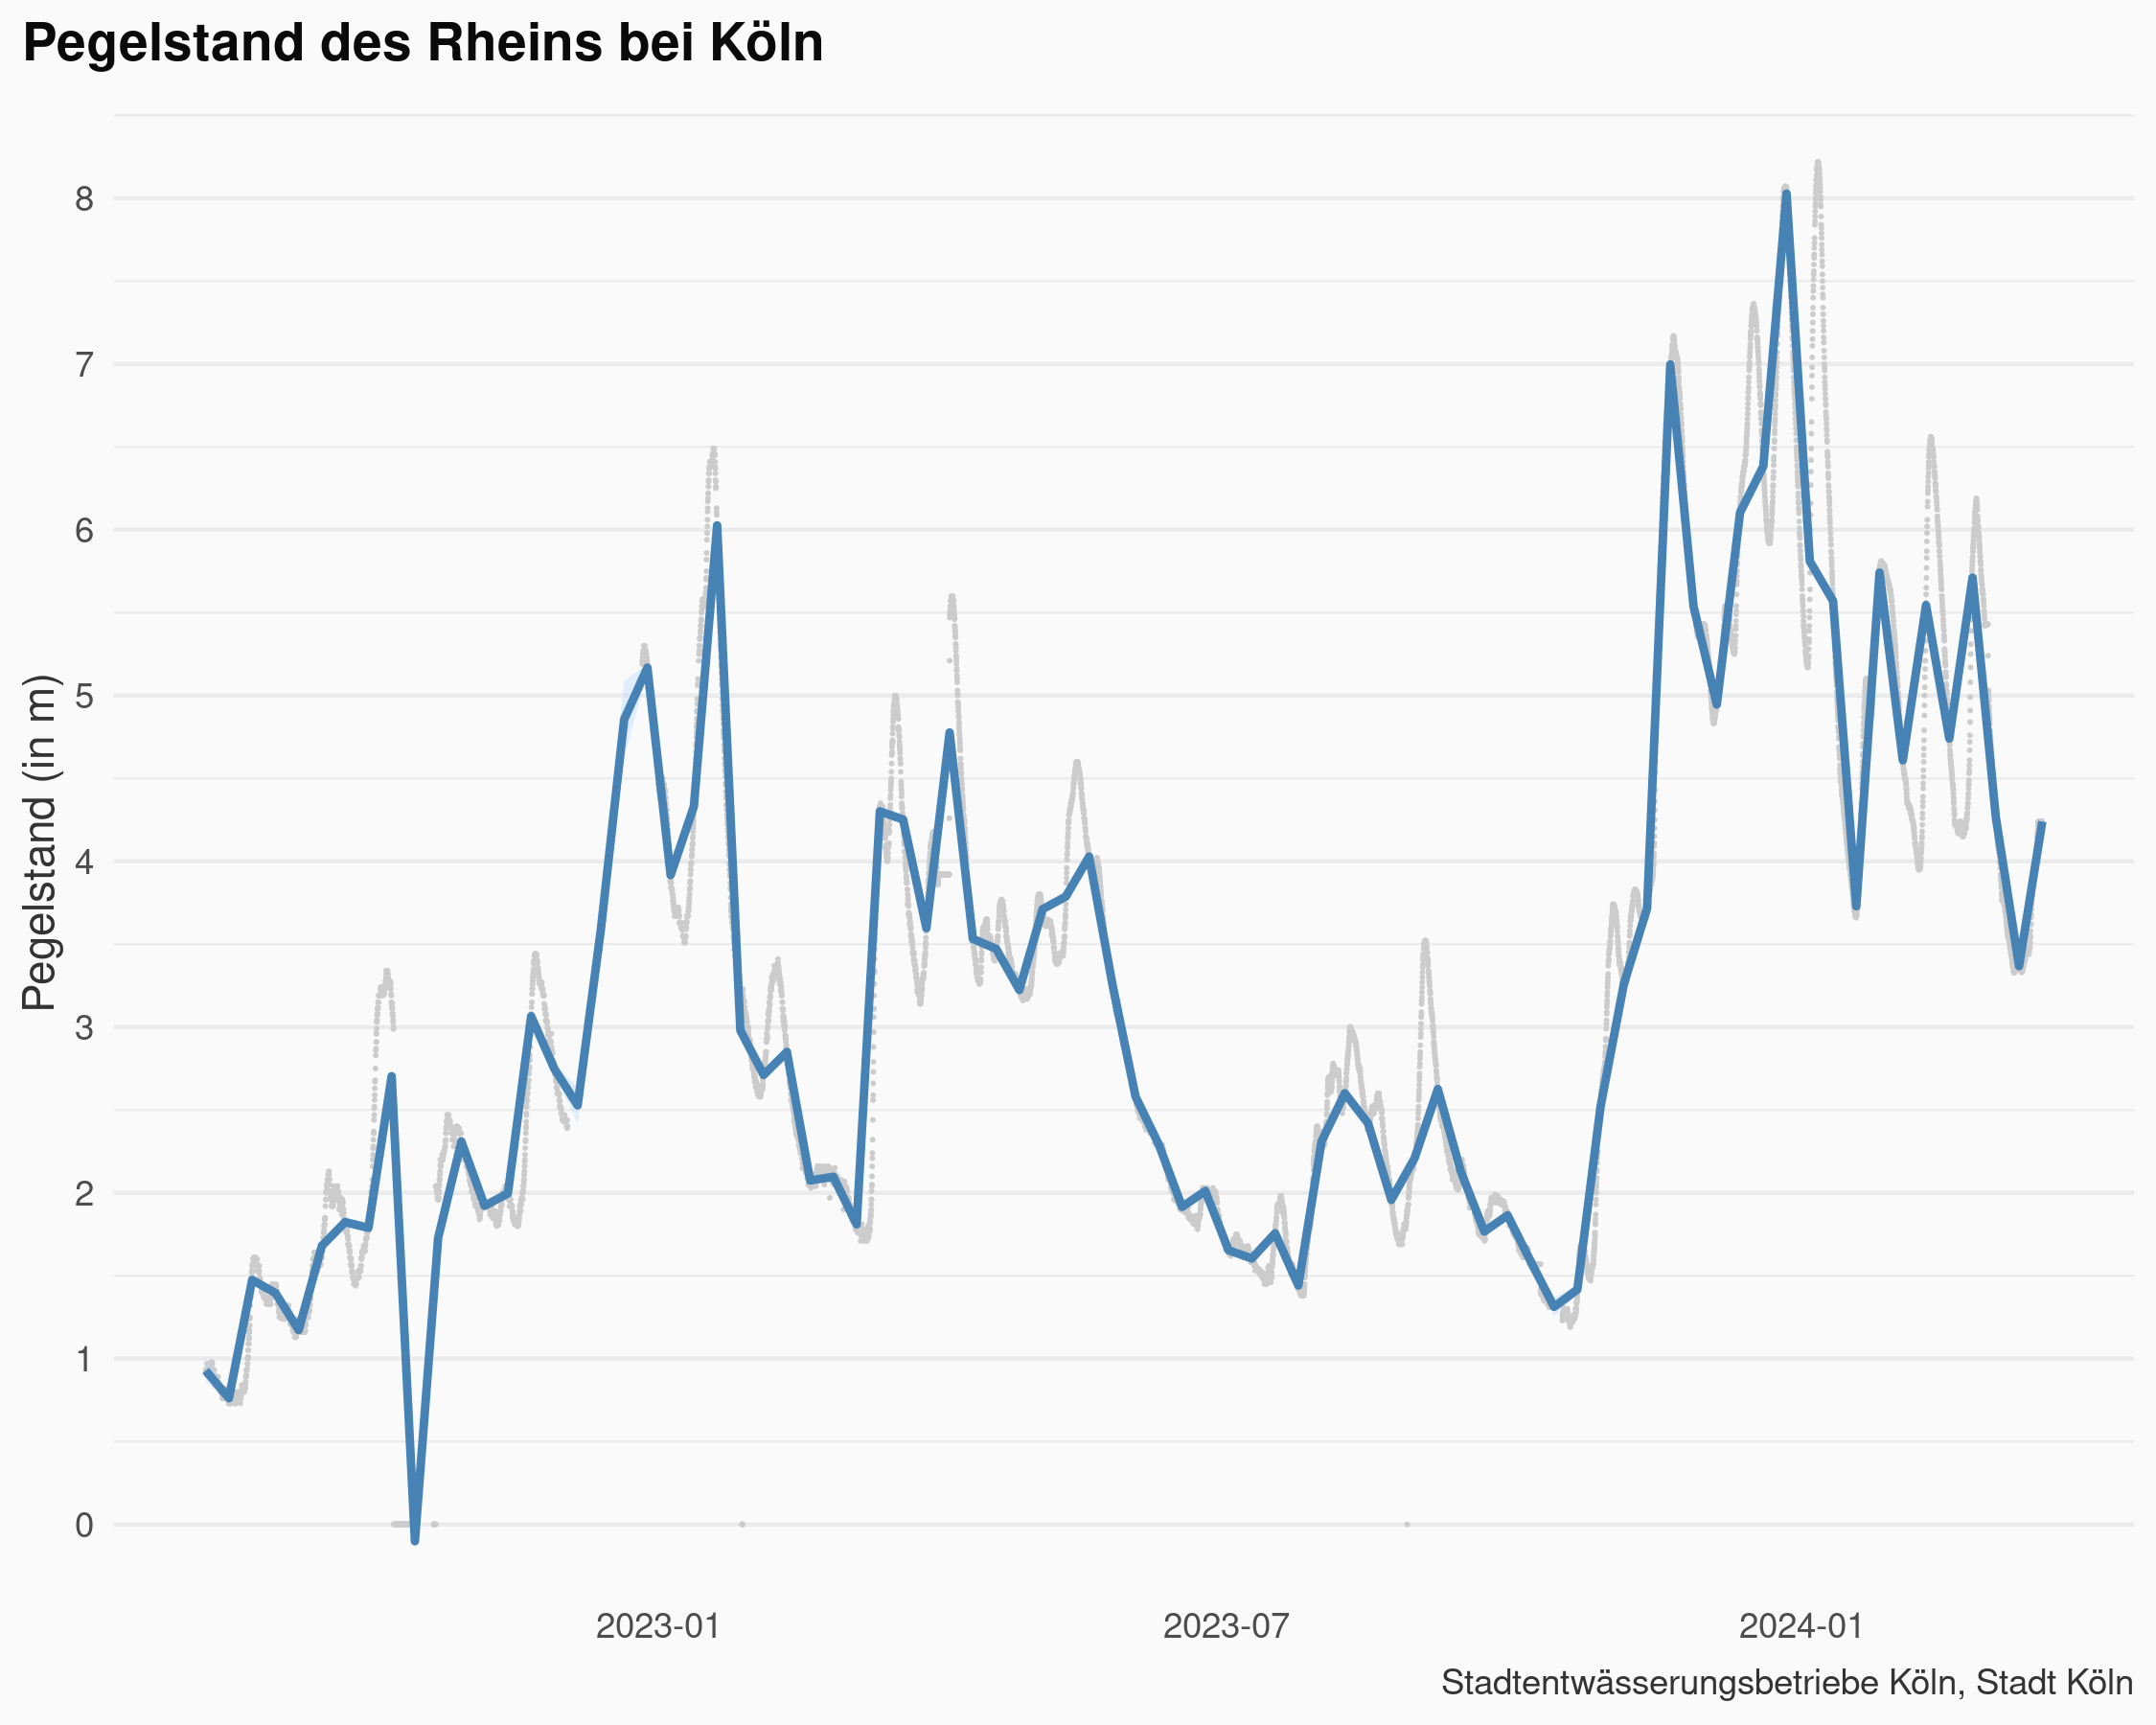 Pegelstand des Rheins bei Köln
Pegelstand (in m)
8
7
6
5
4
3
2
1
0
2023-01 2023-07 2024-01
Stadtentwässerungsbetriebe Köln, Stadt Köln